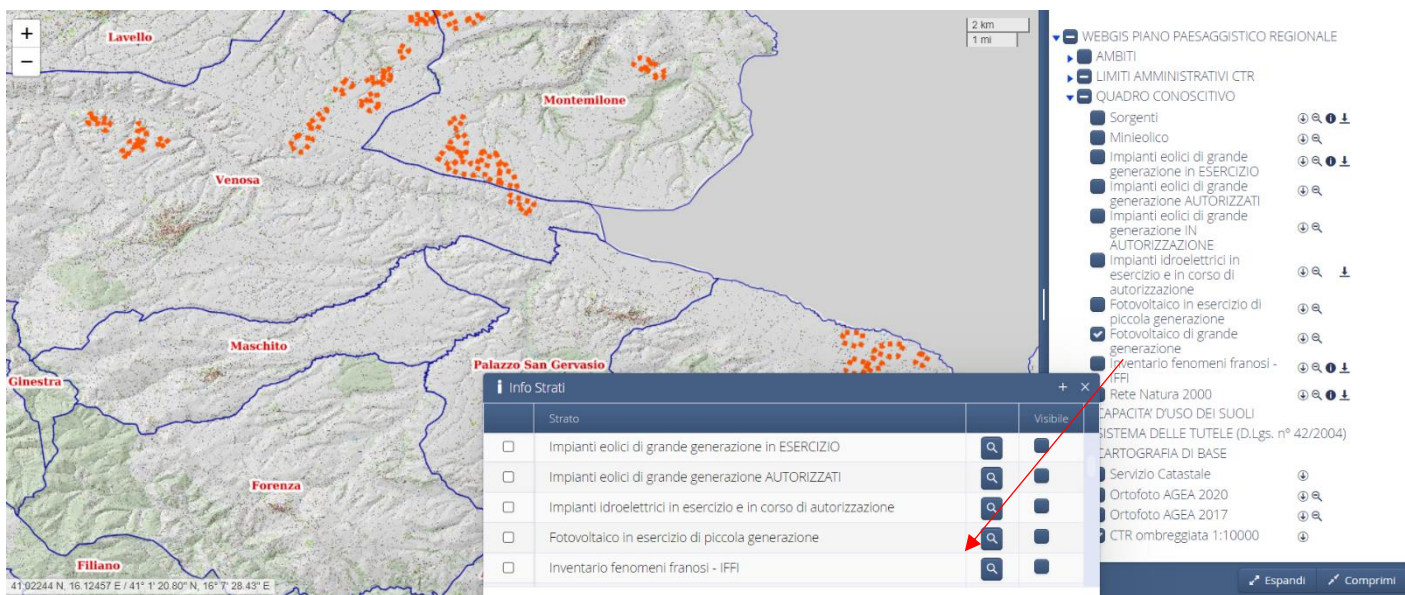 +
−
Lavello
2 km
1 mi
Montemilone
Venosa
Maschito
Palazzo San Gervasio
Ginestra
Forenza
Filiano
41.02244 N, 16.12457 E / 41° 1' 20.80" N, 16° 7' 28.43" E
i Info Strati + ×
Strato Visibile
Impianti eolici di grande generazione in ESERCIZIO
Impianti eolici di grande generazione AUTORIZZATI
Impianti idroelettrici in esercizio e in corso di autorizzazione
Fotovoltaico in esercizio di piccola generazione
Inventario fenomeni franosi - IFFI
WEBGIS PIANO PAESAGGISTICO REGIONALE
AMBITI
LIMITI AMMINISTRATIVI CTR
QUADRO CONOSCITIVO
Sorgenti
Minieolico
Impianti eolici di grande
generazione in ESERCIZIO
Impianti eolici di grande
generazione AUTORIZZATI
Impianti eolici di grande
generazione IN
AUTORIZZAZIONE
Impianti idroelettrici in
esercizio e in corso di
autorizzazione
Fotovoltaico in esercizio di
piccola generazione
Fotovoltaico di grande
generazione
Inventario fenomeni franosi -
IFFI
Rete Natura 2000
CAPACITA' D'USO DEI SUOLI
SISTEMA DELLE TUTELE (D.Lgs. n° 42/2004)
CARTOGRAFIA DI BASE
Servizio Catastale
Ortofoto AGEA 2020
Ortofoto AGEA 2017
CTR ombreggiata 1:10000
Espandi Comprimi